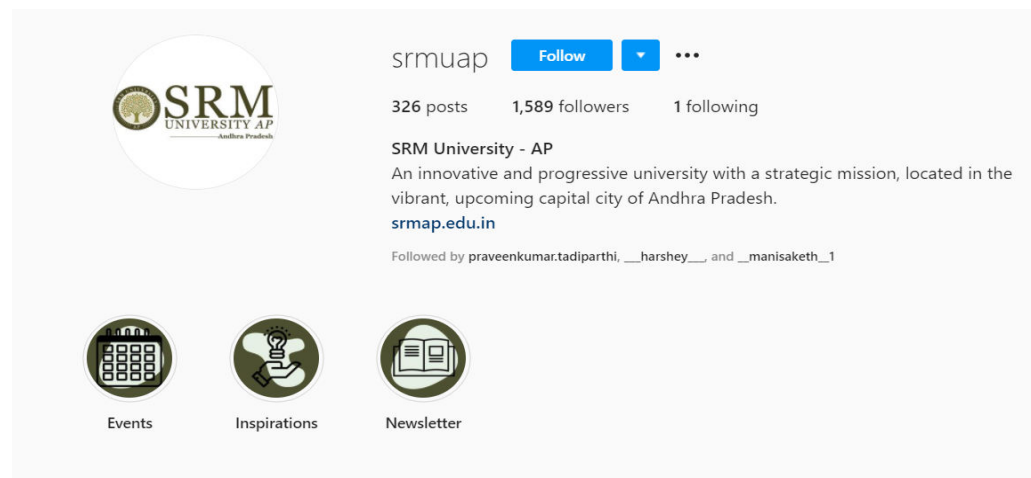 SRM
UNIVERSITY AP
Andhra Pradesh
srmuap Follow
326 posts 1,589 followers 1 following
SRM University - AP
An innovative and progressive university with a strategic mission, located in the
vibrant, upcoming capital city of Andhra Pradesh.
srmap.edu.in
Followed by praveenkumar.tadiparthi, ___harshey___, and __manisaketh__1
Events Inspirations Newsletter